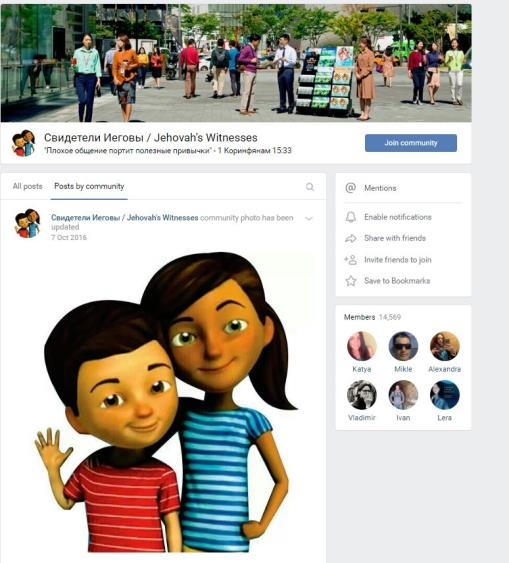 Свидетели Иеговы / Jehovah's Witnesses
"Плохое общение портит полезные привычки" - 1 Коринфянам 15:33
Join community
All posts Posts by community
Свидетели Иеговы / Jehovah's Witnesses community photo has been
updated
7 Oct 2016
Mentions
Enable notifications
Share with friends
Invite friends to join
Save to Bookmarks
Members 14,569
Katya Mikle Alexandra
Vladimir Ivan Lera